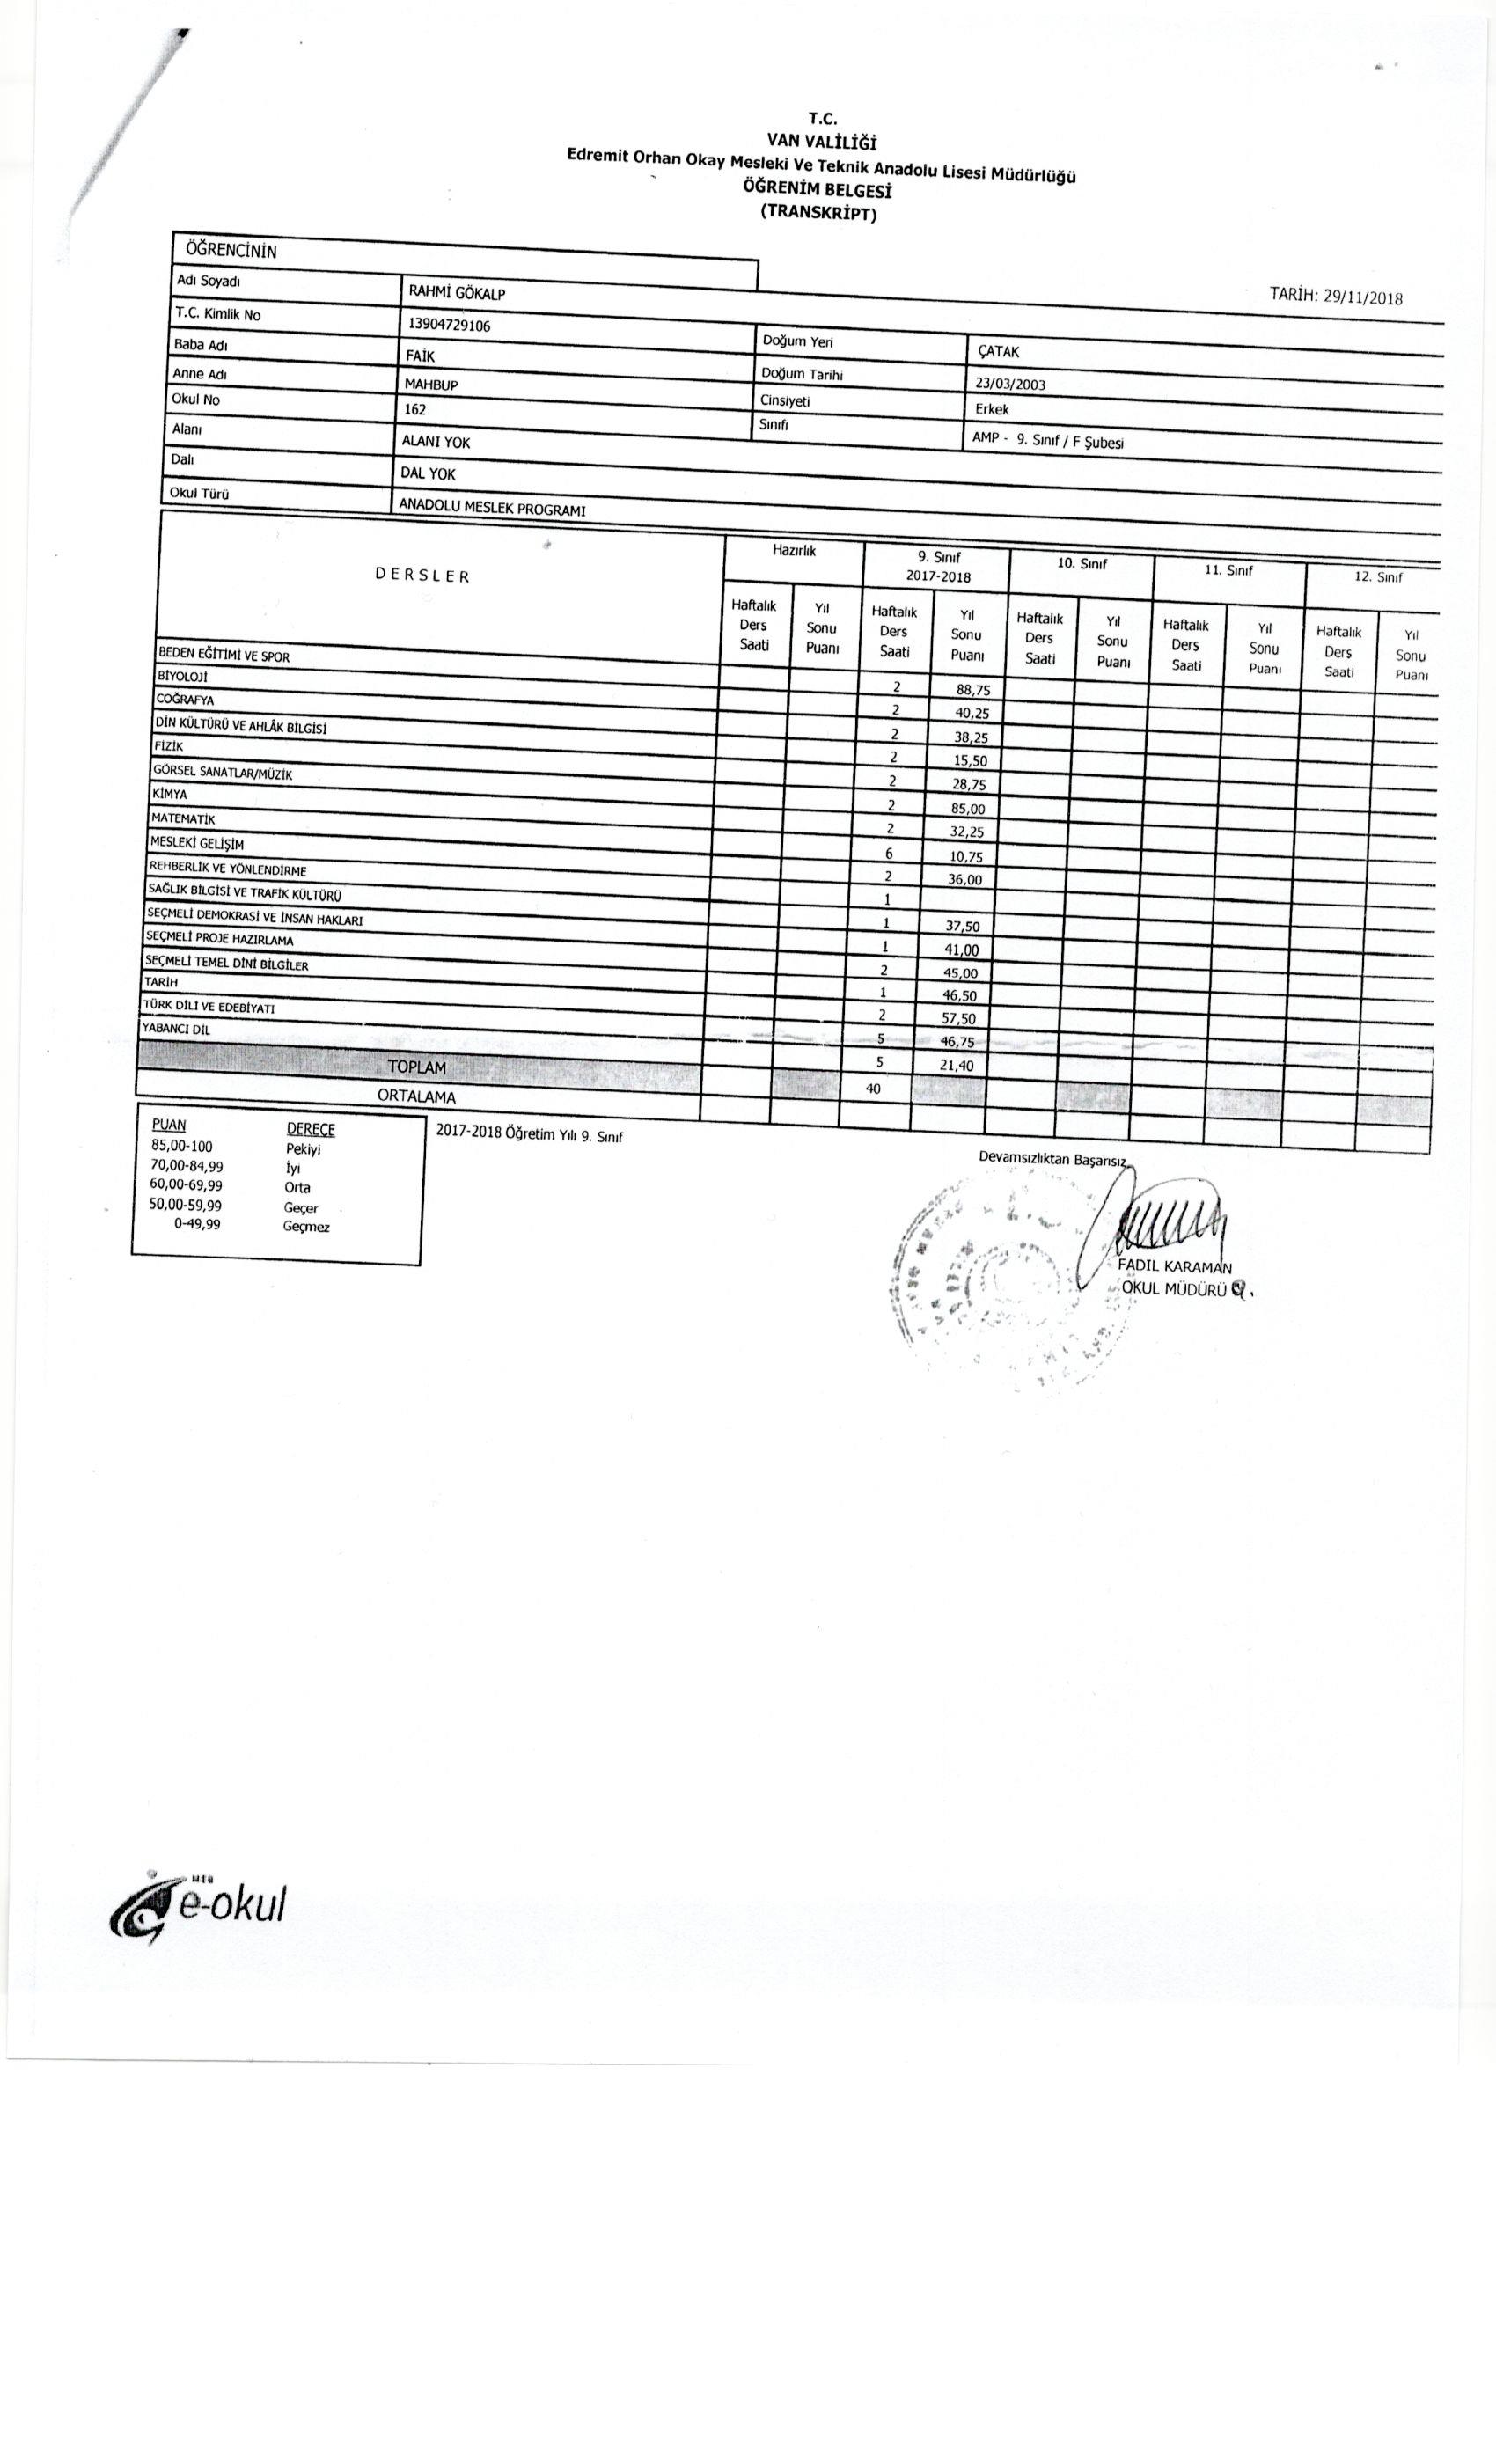 T.C.
VAN VALİLİĞİ
Edremit Orhan Okay Mesleki Ve Teknik Anadolu Lisesi Müdürlüğü
ÖĞRENİM BELGESİ
(TRANSKRİPT)
TARİH: 29/11/2018
ÖĞRENCİNİN
Adı Soyadı RAHMİ GÖKALP
T.C. Kimlik No 13904729106 Doğum Yeri ÇATAK
Baba Adı FAİK Doğum Tarihi 23/03/2003
Anne Adı MAHBUP Cinsiyeti Erkek
Okul No 162 Sınıfı AMP - 9. Sınıf / F Şubesi
Alanı ALANI YOK
Dalı DAL YOK
Okul Türü ANADOLU MESLEK PROGRAMI
DERSLER Hazırlık 9. Sınıf 2017-2018 10. Sınıf 11. Sınıf 12. Sınıf
Haftalık Ders Saati Yıl Sonu Puanı Haftalık Ders Saati Yıl Sonu Puanı Haftalık Ders Saati Yıl Sonu Puanı Haftalık Ders Saati Yıl Sonu Puanı Haftalık Ders Saati Yıl Sonu Puanı
BEDEN EĞİTİMİ VE SPOR 2 88,75
BİYOLOJİ 2 40,25
COĞRAFYA 2 38,25
DİN KÜLTÜRÜ VE AHLÂK BİLGİSİ 2 15,50
FİZİK 2 28,75
GÖRSEL SANATLAR/MÜZİK 2 85,00
KİMYA 2 32,25
MATEMATİK 6 10,75
MESLEKİ GELİŞİM 2 36,00
REHBERLİK VE YÖNLENDİRME 1
SAĞLIK BİLGİSİ VE TRAFİK KÜLTÜRÜ 1 37,50
SEÇMELİ DEMOKRASİ VE İNSAN HAKLARI 1 41,00
SEÇMELİ PROJE HAZIRLAMA 2 45,00
SEÇMELİ TEMEL DİNİ BİLGİLER 1 46,50
TARİH 2 57,50
TÜRK DİLİ VE EDEBİYATI 5 46,75
YABANCI DİL 5 21,40
TOPLAM 40
ORTALAMA
PUAN DERECE
85,00-100 Pekiyi
70,00-84,99 İyi
60,00-69,99 Orta
50,00-59,99 Geçer
0-49,99 Geçmez
2017-2018 Öğretim Yılı 9. Sınıf
Devamsızlıktan Başarısız
FADIL KARAMAN
OKUL MÜDÜRÜ
MEB
e-okul